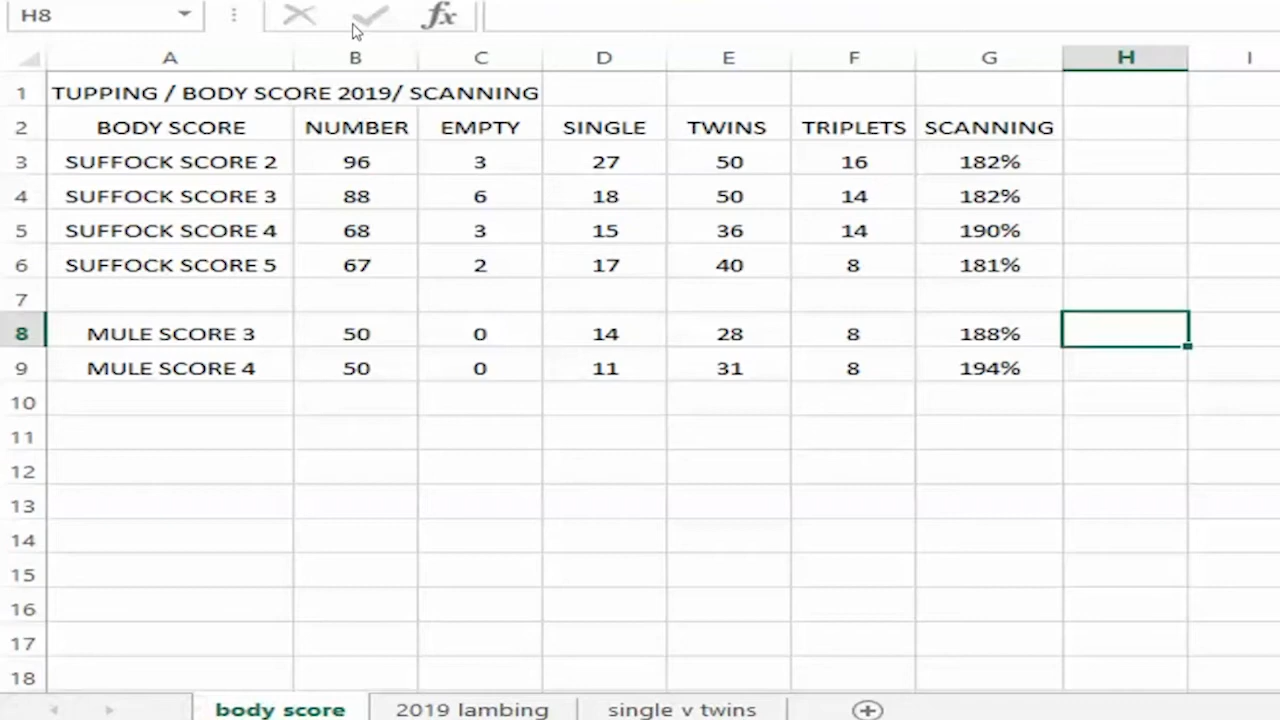 H8 fx
A B C D E F G H I
1 TUPPING / BODY SCORE 2019/ SCANNING
2 BODY SCORE NUMBER EMPTY SINGLE TWINS TRIPLETS SCANNING
3 SUFFOCK SCORE 2 96 3 27 50 16 182%
4 SUFFOCK SCORE 3 88 6 18 50 14 182%
5 SUFFOCK SCORE 4 68 3 15 36 14 190%
6 SUFFOCK SCORE 5 67 2 17 40 8 181%
7
8 MULE SCORE 3 50 0 14 28 8 188%
9 MULE SCORE 4 50 0 11 31 8 194%
10
11
12
13
14
15
16
17
18
body score 2019 lambing single v twins